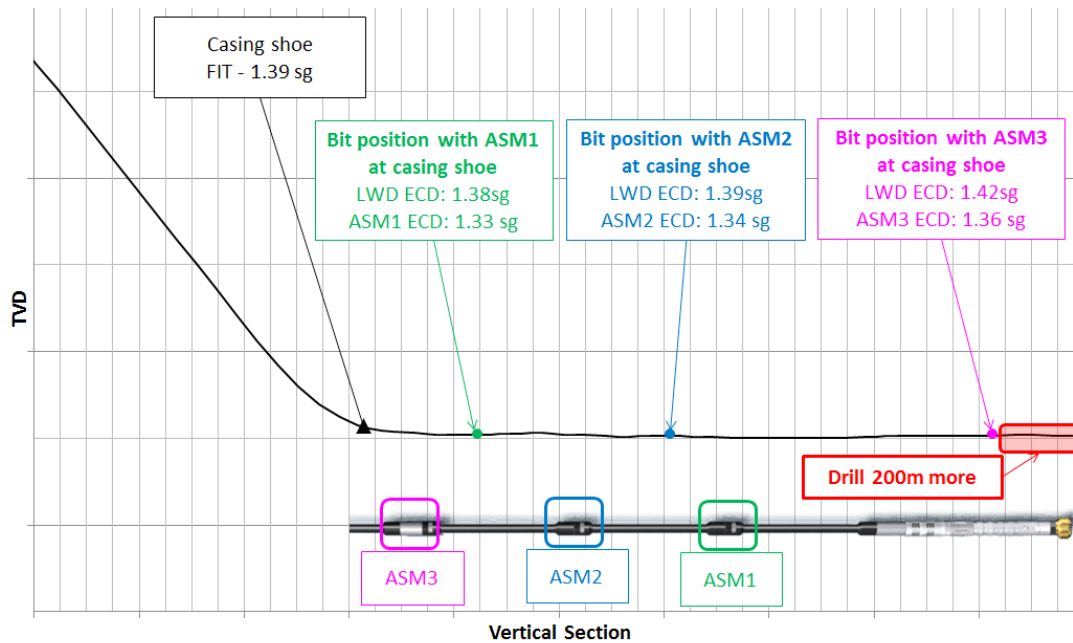 Casing shoe
FIT - 1.39 sg
Bit position with ASM1
at casing shoe
LWD ECD: 1.38sg
ASM1 ECD: 1.33 sg
Bit position with ASM2
at casing shoe
LWD ECD: 1.39sg
ASM2 ECD: 1.34 sg
Bit position with ASM3
at casing shoe
LWD ECD: 1.42sg
ASM3 ECD: 1.36 sg
TVD
Drill 200m more
ASM3
ASM2
ASM1
Vertical Section